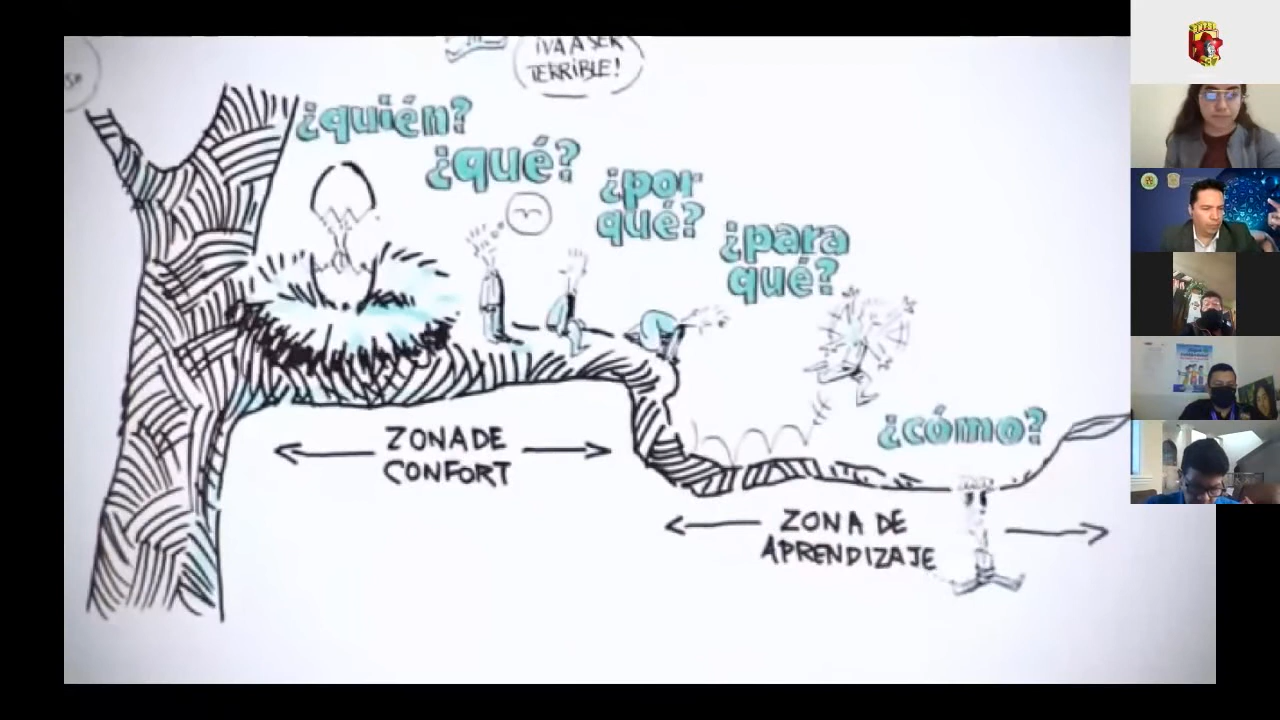 ¡VA A SER
TERRIBLE!
¿quién?
¿qué?
¿por
qué?
¿para
qué?
¿cómo?
ZONA DE
CONFORT
ZONA DE
APRENDIZAJE